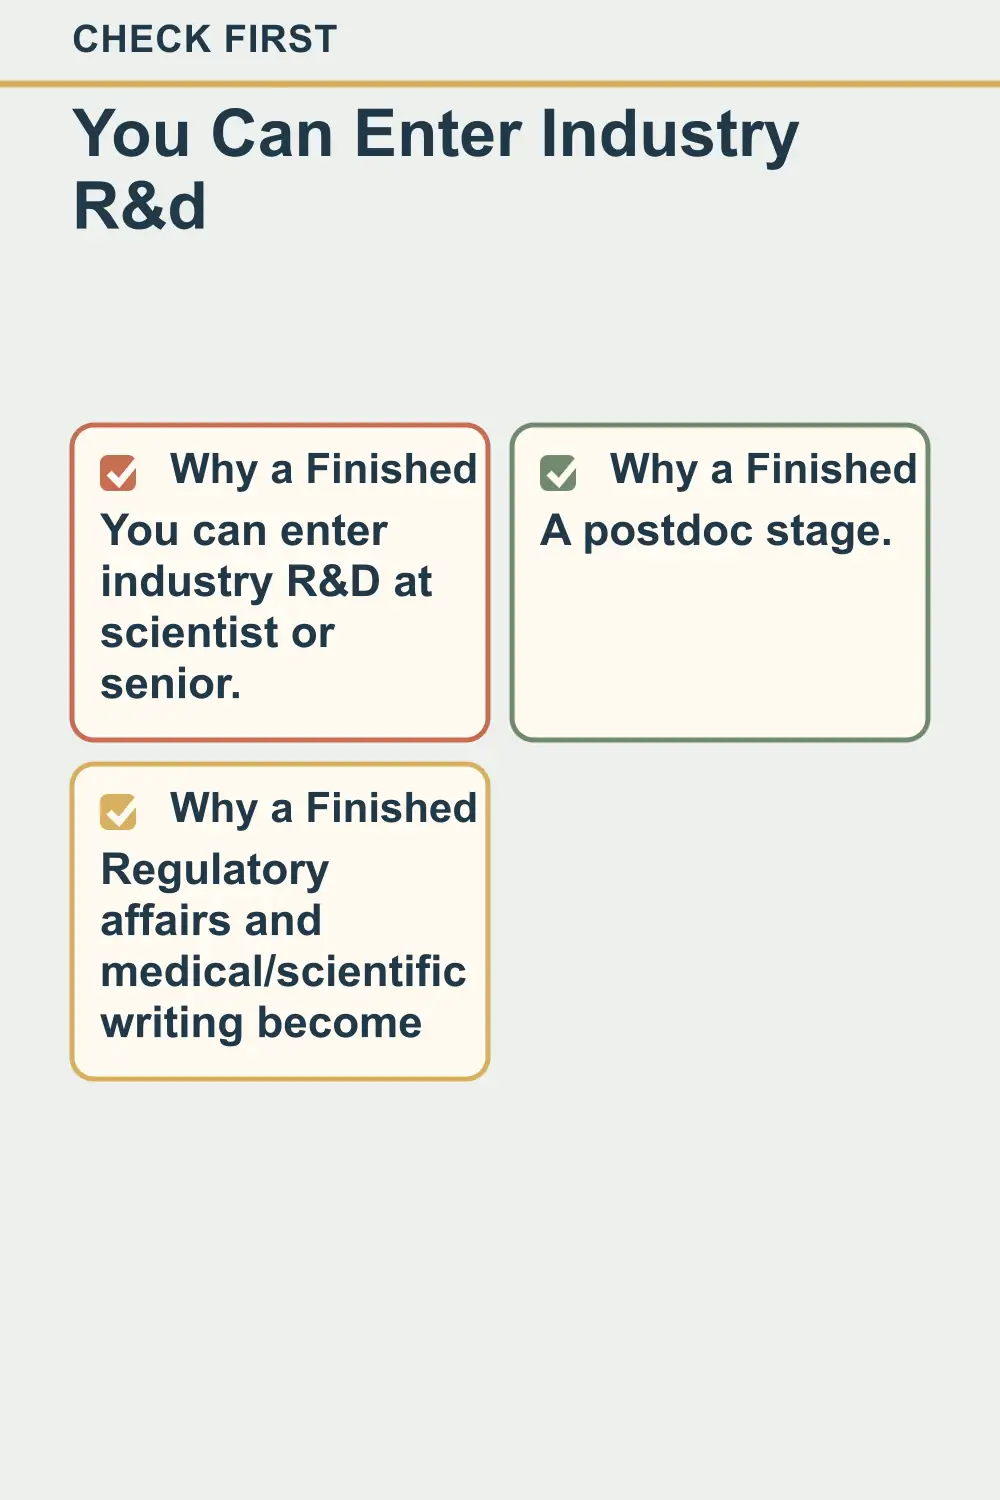 CHECK FIRST
You Can Enter Industry
R&d
Why a Finished
You can enter
industry R&D at
scientist or
senior.
Why a Finished
A postdoc stage.
Why a Finished
Regulatory
affairs and
medical/scientific
writing become